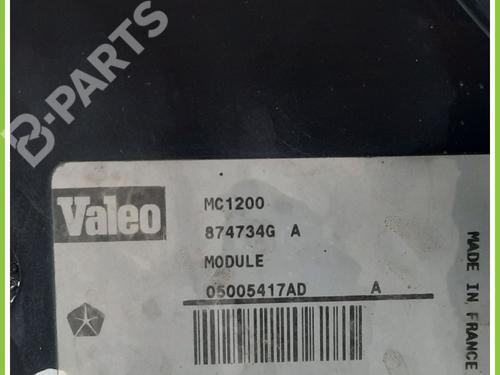 B-PARTS
Valeo
MC1200
874734G A
MODULE
05005417AD A
MADE IN FRANCE